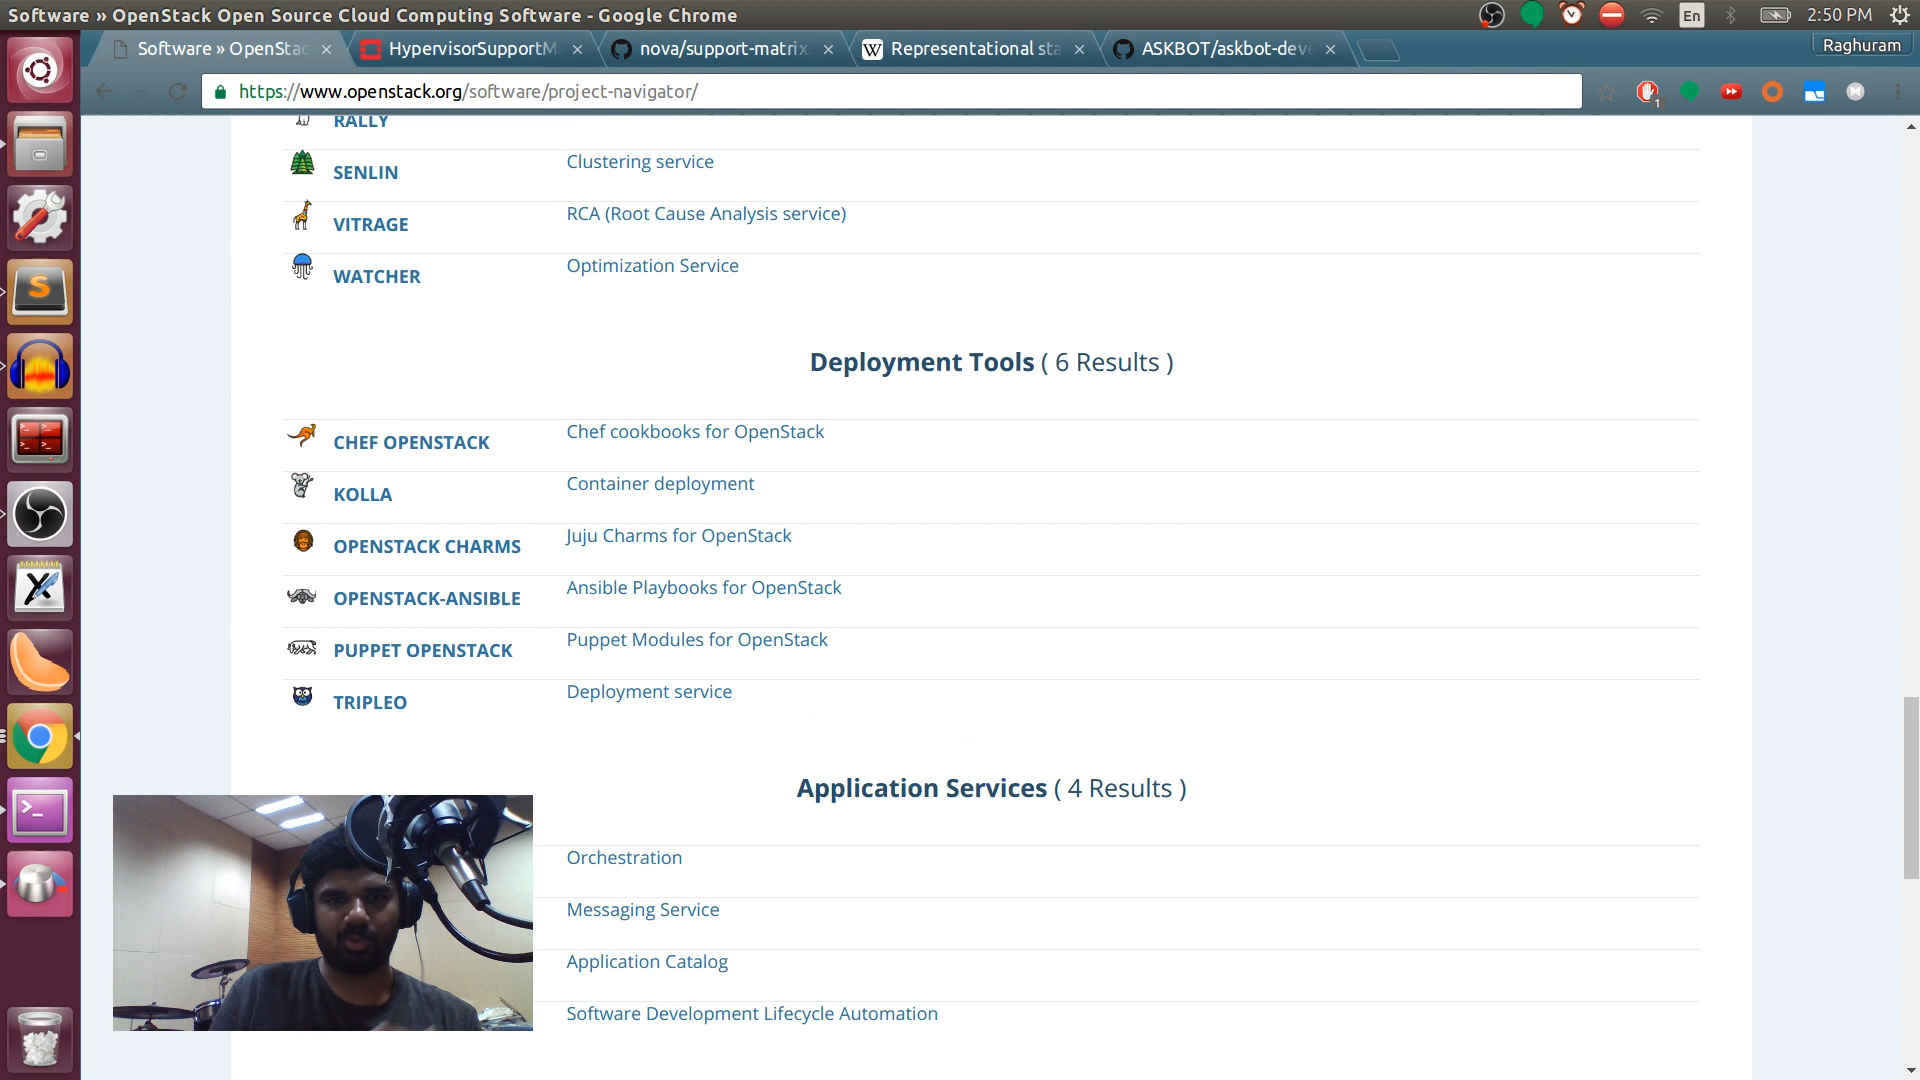 Software » OpenStack Open Source Cloud Computing Software - Google Chrome
En
2:50 PM
Software » OpenStac
HypervisorSupportM
nova/support-matrix
W Representational sta
ASKBOT/askbot-deve
Raghuram
https://www.openstack.org/software/project-navigator/
1
RALLY
SENLIN Clustering service
VITRAGE RCA (Root Cause Analysis service)
WATCHER Optimization Service
Deployment Tools ( 6 Results )
CHEF OPENSTACK Chef cookbooks for OpenStack
KOLLA Container deployment
OPENSTACK CHARMS Juju Charms for OpenStack
OPENSTACK-ANSIBLE Ansible Playbooks for OpenStack
PUPPET OPENSTACK Puppet Modules for OpenStack
TRIPLEO Deployment service
Application Services ( 4 Results )
Orchestration
Messaging Service
Application Catalog
Software Development Lifecycle Automation